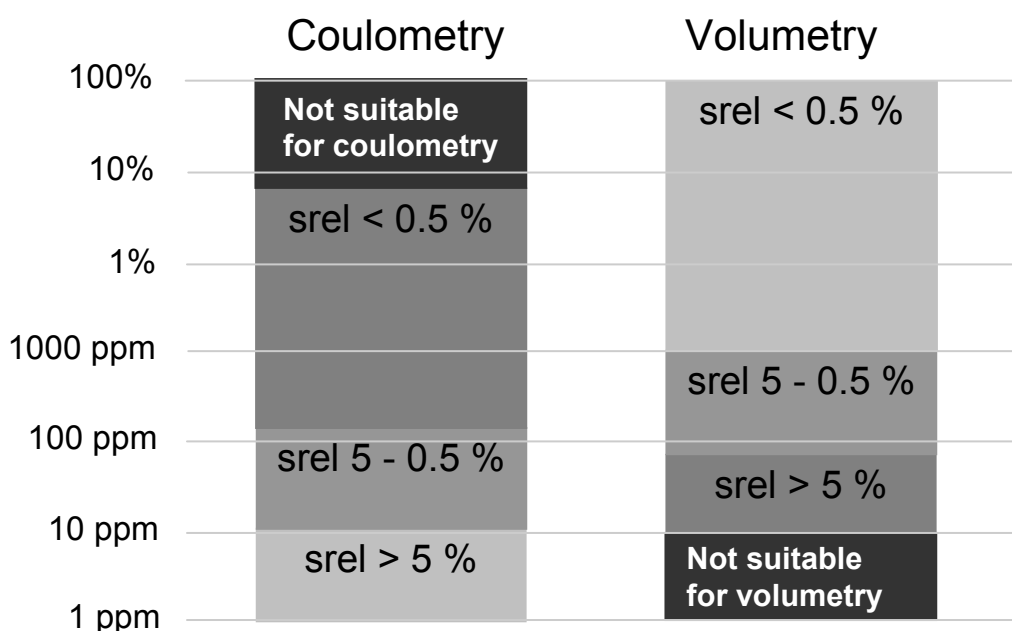 Coulometry
Volumetry
100%
10%
1%
1000 ppm
100 ppm
10 ppm
1 ppm
Not suitable
for coulometry
srel < 0.5 %
srel 5 - 0.5 %
srel > 5 %
srel < 0.5 %
srel 5 - 0.5 %
srel > 5 %
Not suitable
for volumetry